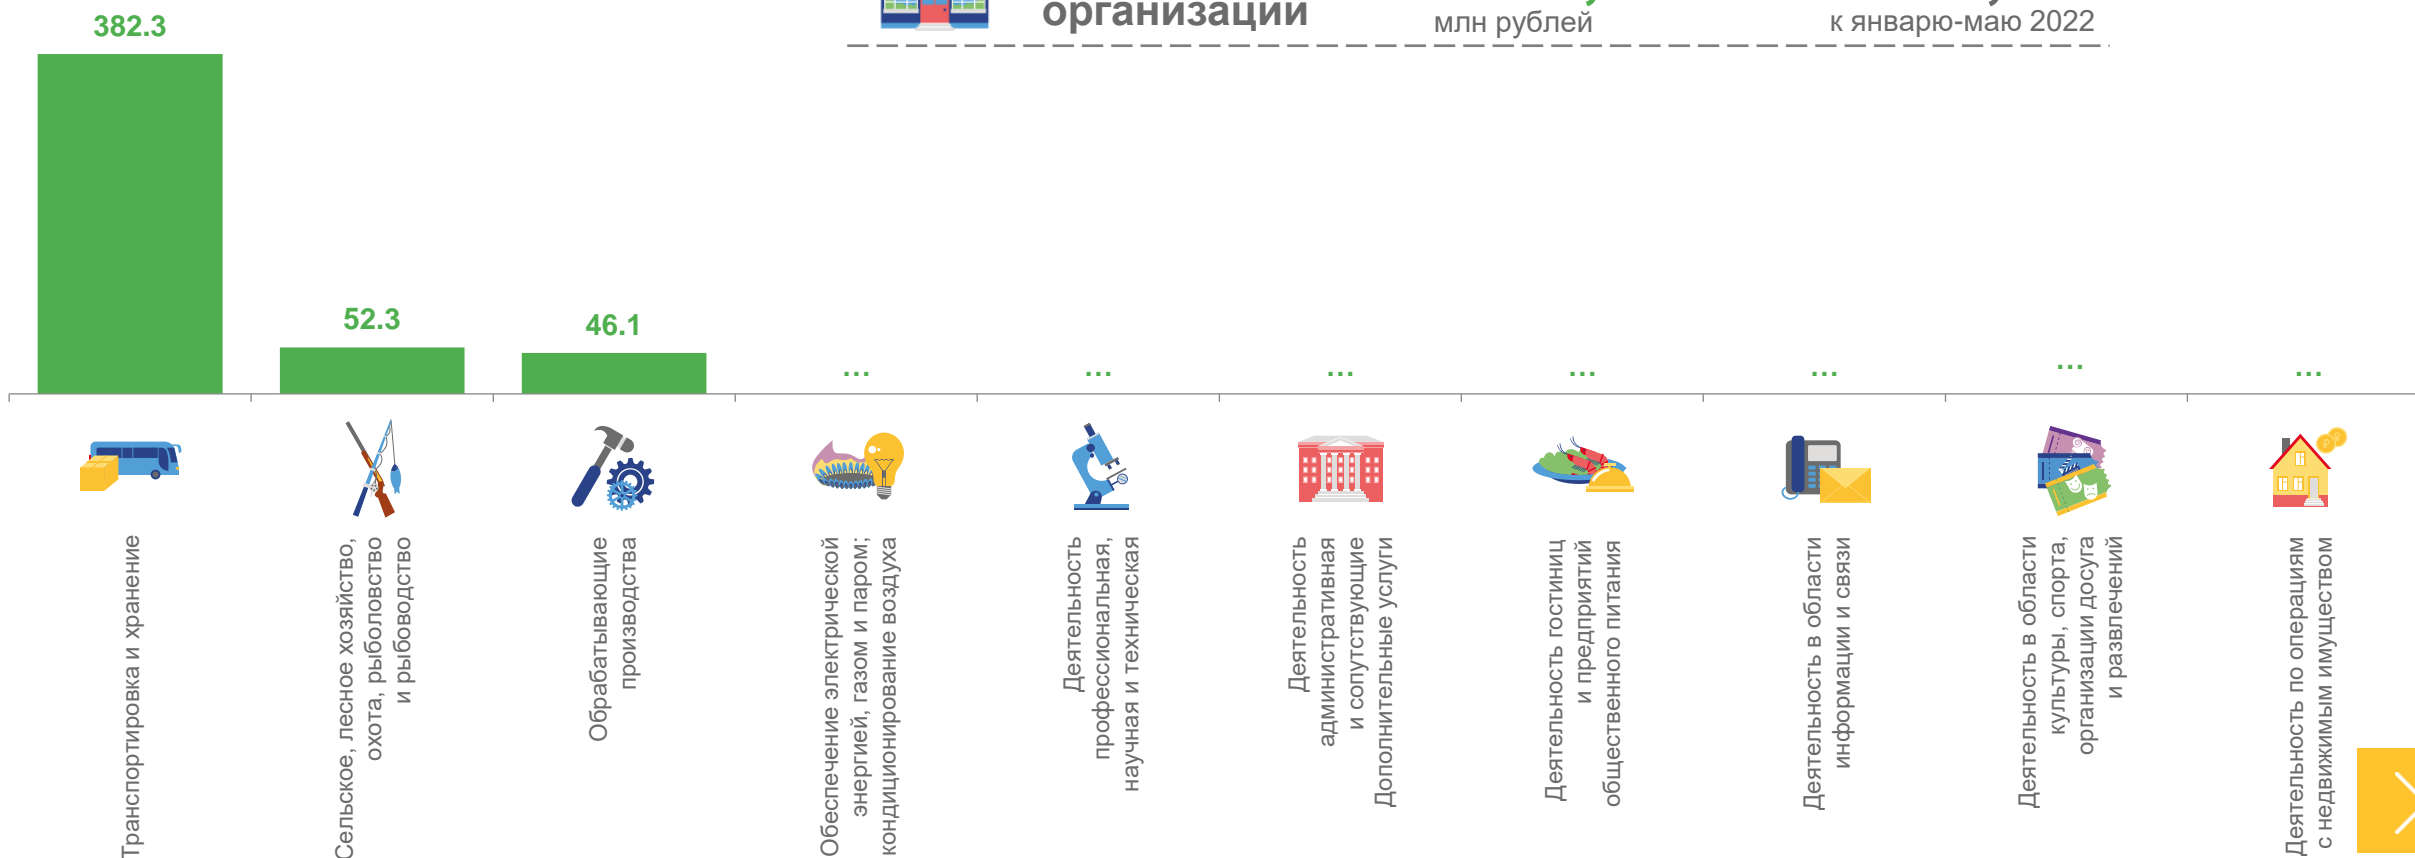 организации
млн рублей
к январю-маю 2022
382.3
52.3
46.1
...
...
...
...
...
...
...
Транспортировка и хранение
Сельское, лесное хозяйство,
охота, рыболовство
и рыбоводство
Обрабатывающие
производства
Обеспечение электрической
энергией, газом и паром;
кондиционирование воздуха
Деятельность
профессиональная,
научная и техническая
Деятельность
административная
и сопутствующие
Дополнительные услуги
Деятельность гостиниц
и предприятий
общественного питания
Деятельность в области
информации и связи
Деятельность в области
культуры, спорта,
организации досуга
и развлечений
Деятельность по операциям
с недвижимым имуществом